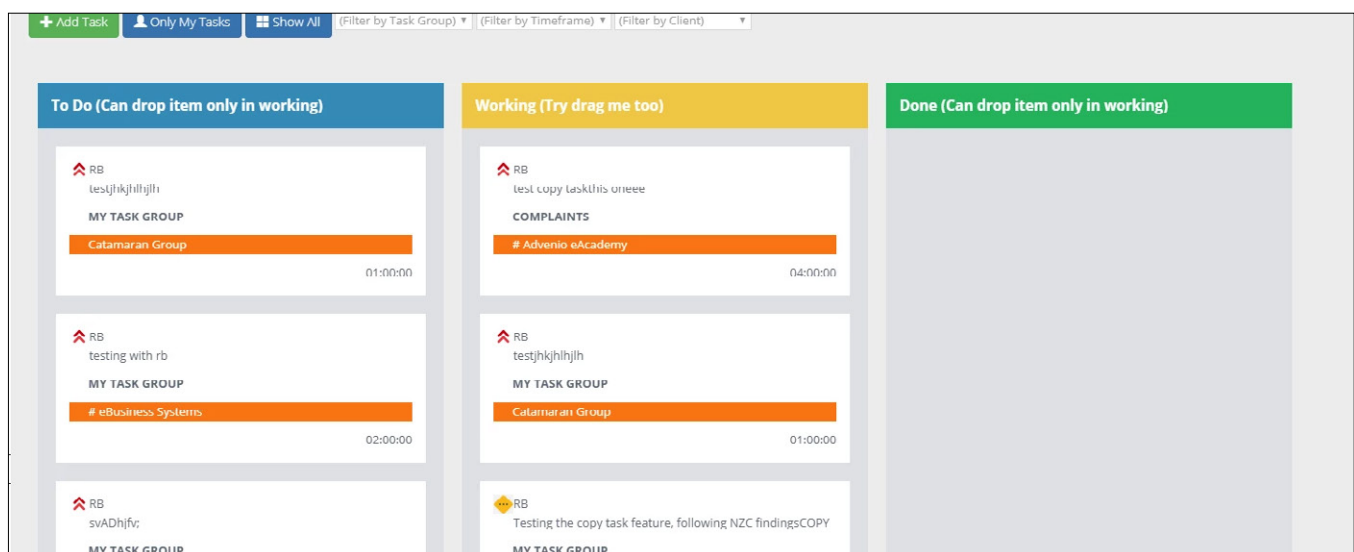 Add Task Only My Tasks Show All (Filter by Task Group) (Filter by Timeframe) (Filter by Client)
To Do (Can drop item only in working)
RB
testjhkjhlhjlh
MY TASK GROUP
Catamaran Group
01:00:00
RB
testing with rb
MY TASK GROUP
# eBusiness Systems
02:00:00
RB
svADhjfv;
MY TASK GROUP
Working (Try drag me too)
RB
test copy taskthis oneee
COMPLAINTS
# Advenio eAcademy
04:00:00
RB
testjhkjhlhjlh
MY TASK GROUP
Catamaran Group
01:00:00
RB
Testing the copy task feature, following NZC findingsCOPY
MY TASK GROUP
Done (Can drop item only in working)